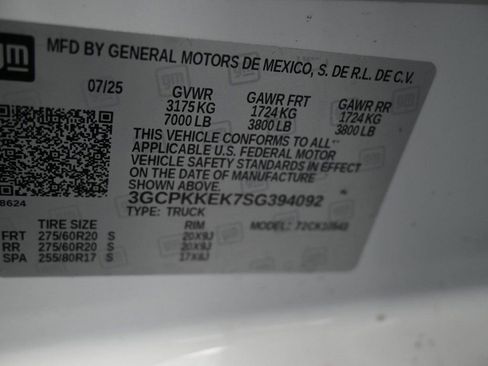 gm
MFD BY GENERAL MOTORS DE MEXICO, S. DE R.L. DE C.V.
07/25
GVWR GAWR FRT GAWR RR
3175 KG 1724 KG 1724 KG
7000 LB 3800 LB 3800 LB
THIS VEHICLE CONFORMS TO ALL
APPLICABLE U.S. FEDERAL MOTOR
VEHICLE SAFETY STANDARDS IN EFFECT
ON THE DATE OF MANUFACTURE
SHOWN ABOVE.
8624
3GCPKKEK7SG394092
TYPE: TRUCK MODEL:
TIRE SIZE RIM
FRT 275/60R20 S 20X9J
RR 275/60R20 S 20X9J
SPA 255/80R17 S 17X8J